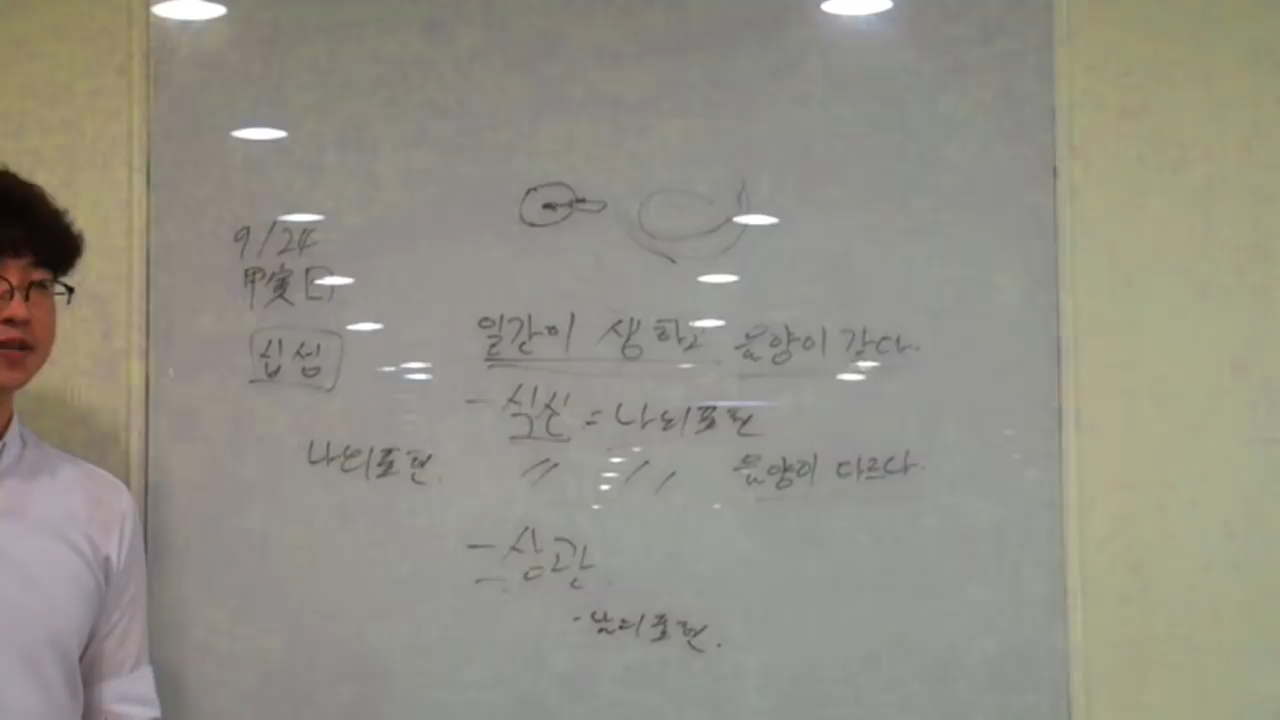 9/24
甲寅日
십성
일간이 생하고 음양이 같다.
- 식신 = 나의표현
나의표현. 〃 〃 음양이 다르다.
- 상관
- 남의표현.